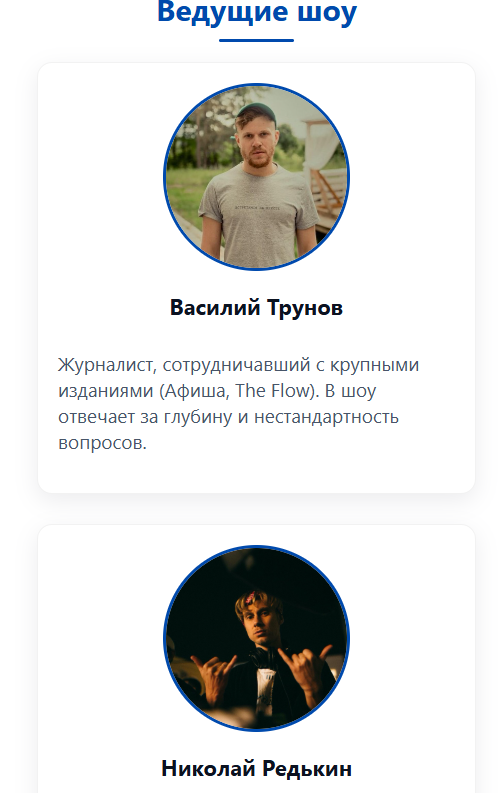 Ведущие шоу
Василий Трунов
Журналист, сотрудничавший с крупными
изданиями (Афиша, The Flow). В шоу
отвечает за глубину и нестандартность
вопросов.
Николай Редькин